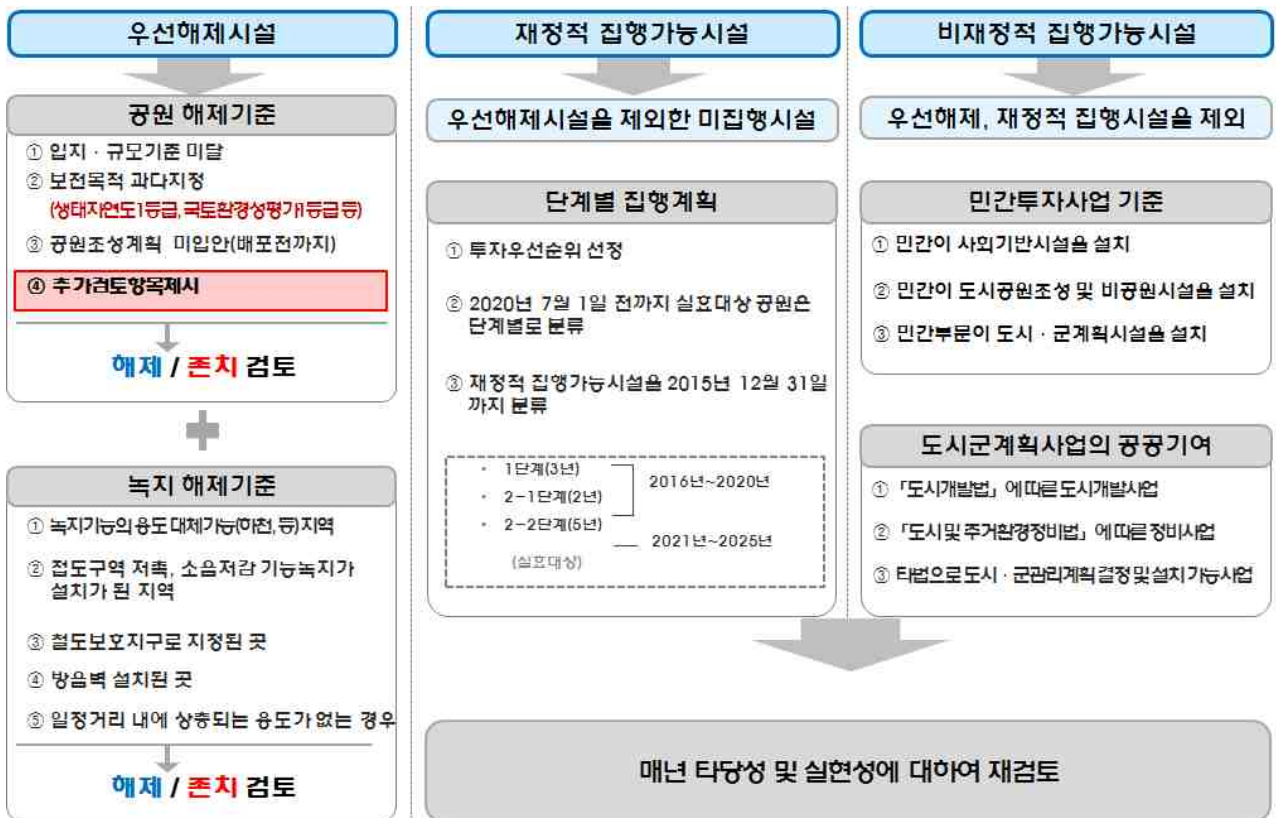 우선해제시설
공원 해제기준
① 입지 · 규모기준 미달
② 보전목적 과다지정
(생태자연도1등급, 국토환경성평가1등급 등)
③ 공원조성계획 미입안(배포전까지)
④ 추가검토항목제시
해제 / 존치 검토
녹지 해제기준
① 녹지기능의 용도 대체가능(하천, 등)지역
② 접도구역 저촉, 소음저감 기능녹지가
설치가 된 지역
③ 철도보호지구로 지정된 곳
④ 방음벽 설치된 곳
⑤ 일정거리 내에 상충되는 용도가 없는 경우
해제 / 존치 검토
재정적 집행가능시설
우선해제시설을 제외한 미집행시설
단계별 집행계획
① 투자우선순위 선정
② 2020년 7월 1일 전까지 실효대상 공원은
단계별로 분류
③ 재정적 집행가능시설을 2015년 12월 31일
까지 분류
· 1단계(3년)
· 2-1단계(2년)
2016년~2020년
· 2-2단계(5년)
2021년~2025년
(실효대상)
비재정적 집행가능시설
우선해제, 재정적 집행시설을 제외
민간투자사업 기준
① 민간이 사회기반시설을 설치
② 민간이 도시공원조성 및 비공원시설을 설치
③ 민간부문이 도시 · 군계획시설을 설치
도시군계획사업의 공공기여
① 「도시개발법」에 따른 도시개발사업
② 「도시 및 주거환경정비법」에 따른 정비사업
③ 타법으로 도시 · 군관리계획 결정 및 설치 가능사업
매년 타당성 및 실현성에 대하여 재검토